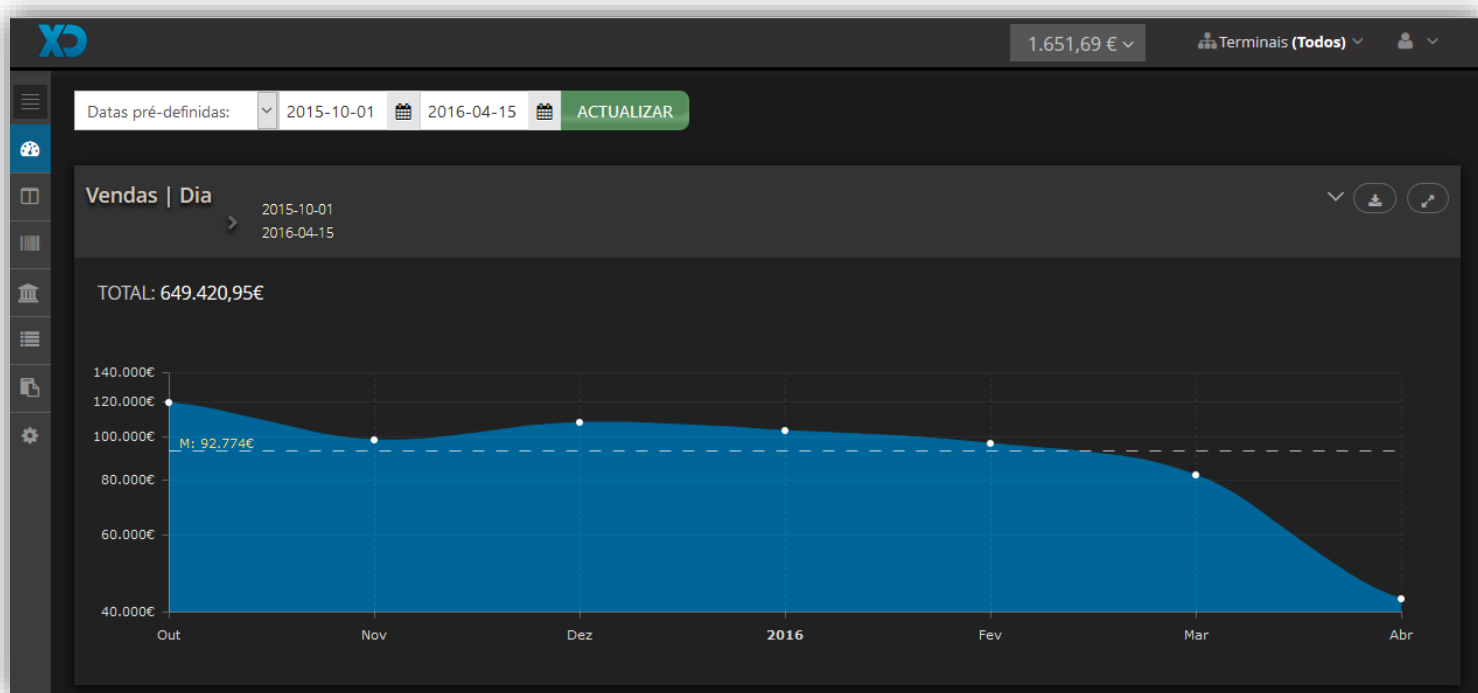 XD
1.651,69 €
Terminais (Todos)
Datas pré-definidas:
2015-10-01
2016-04-15
ACTUALIZAR
Vendas | Dia
2015-10-01
2016-04-15
TOTAL: 649.420,95€
140.000€
120.000€
100.000€
M: 92.774€
80.000€
60.000€
40.000€
Out Nov Dez 2016 Fev Mar Abr